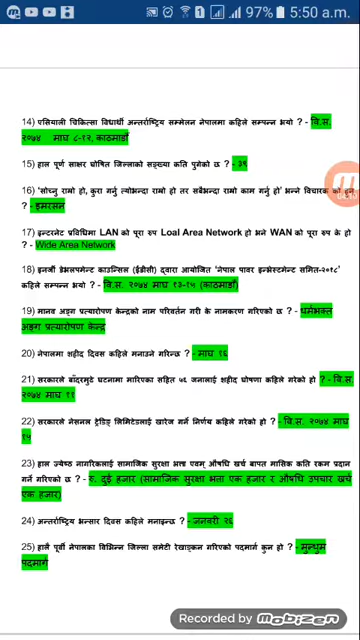 97% 5:50 a.m.
14) एसियाली चिकित्सा विधार्थी अन्तर्राष्ट्रिय सम्मेलन नेपालमा कहिले सम्पन्न भयो ? - वि.स.
२०७४ माघ ८-१२, काठमाडौं
15) हाल पूर्ण साक्षर घोषित जिल्लाको सङ्ख्या कति पुगेको छ - ३९
16) 'सोच्नु राम्रो हो, कुरा गर्नु त्योभन्दा राम्रो हो तर सबैभन्दा राम्रो काम गर्नु हो' भन्ने विचारक को हुन्
? - इमरसन
17) इन्टरनेट प्रविधिमा LAN को पूरा रुप Loal Area Network हो भने WAN को पूरा रुप के हो
? - Wide Area Network
18) इनर्जी डेभलपमेन्ट काउन्सिल (ईडीसी) द्वारा आयोजित 'नेपाल पावर इन्भेस्टमेन्ट समित-२०१८'
कहिले सम्पन्न भयो ? - वि.स. २०७४ माघ १३-१५ (काठमाडौं)
19) मानव अङ्ग प्रत्यारोपण केन्द्रको नाम परिवर्तन गरी के नामकरण गरिएको छ ? - धर्मभक्त
अङ्ग प्रत्यारोपण केन्द्र
20) नेपालमा शहीद दिवस कहिले मनाउने गरिन्छ ? - माघ १६
21) सरकारले बाँदरमुढे घटनामा मारिएका सहित ५६ जनालाई शहीद घोषणा कहिले गरेको हो ? - वि.स.
२०७४ माघ ११
22) सरकारले नेसनल ट्रेडिङ्ग लिमिटेडलाई खारेज गर्ने निर्णय कहिले गरेको हो ? - वि.स. २०७४ माघ
१५
23) हाल ज्येष्ठ नागरिकलाई सामाजिक सुरक्षा भत्ता एवम् औषधि खर्च बापत मासिक कति रकम प्रदान
गर्ने गरिएको छ ? - रु. दुई हजार (सामाजिक सुरक्षा भत्ता एक हजार र औषधि उपचार खर्च
एक हजार)
24) अन्तर्राष्ट्रिय भन्सार दिवस कहिले मनाइन्छ ? - जनवरी २६
25) हालै पूर्वी नेपालका विभिन्न जिल्ला समेटी रेखाङ्कन गरिएको पदमार्ग कुन हो ? - मुन्धुम
पदमार्ग
Recorded by Mobizen